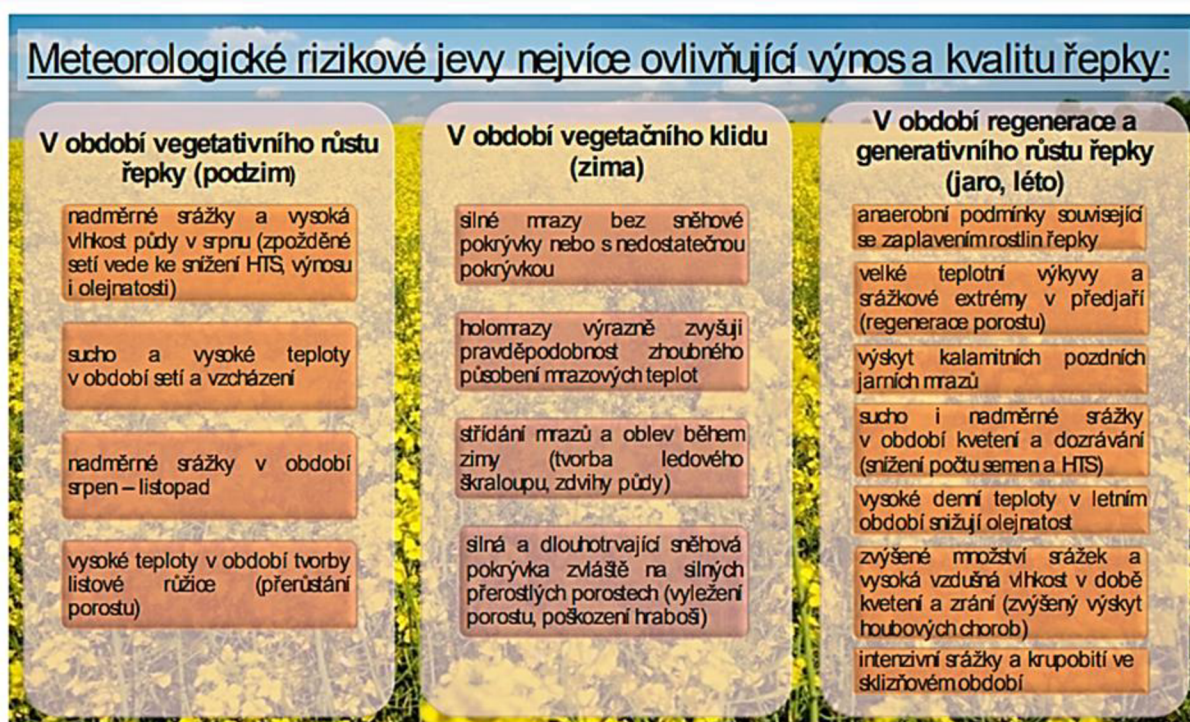 Meteorologické rizikové jevy nejvíce ovlivňující výnos a kvalitu řepky:
V období vegetativního růstu
řepky (podzim)
nadměrné srážky a vysoká
vlhkost půdy v srpnu (zpožděné
setí vede ke snížení HTS, výnosu
i olejnatosti)
sucho a vysoké teploty
v období setí a vzcházení
nadměrné srážky v období
srpen – listopad
vysoké teploty v období tvorby
listové růžice (přerůstání
porostu)
V období vegetačního klidu
(zima)
silné mrazy bez sněhové
pokrývky nebo s nedostatečnou
pokrývkou
holomrazy výrazně zvyšuji
pravděpodobnost zhoubného
působení mrazových teplot
střídání mrazů a oblev během
zimy (tvorba ledového
škraloupu, zdvihy půdy)
silná a dlouhotrvající sněhová
pokrývka zvláště na silných
přerostlých porostech (vyležení
porostu, poškození hraboši)
V období regenerace a
generativního růstu řepky
(jaro, léto)
anaerobní podmínky související
se zaplavením rostlin řepky
velké teplotní výkyvy a
srážkové extrémy v předjaří
(regenerace porostu)
výskyt kalamitních pozdních
jarních mrazů
sucho i nadměrné srážky
v období kvetení a dozrávání
(snížení počtu semen a HTS)
vysoké denní teploty v letním
období snižují olejnatost
zvýšené množství srážek a
vysoká vzdušná vlhkost v době
kvetení a zrání (zvýšený výskyt
houbových chorob)
intenzivní srážky a krupobití ve
sklizňovém období